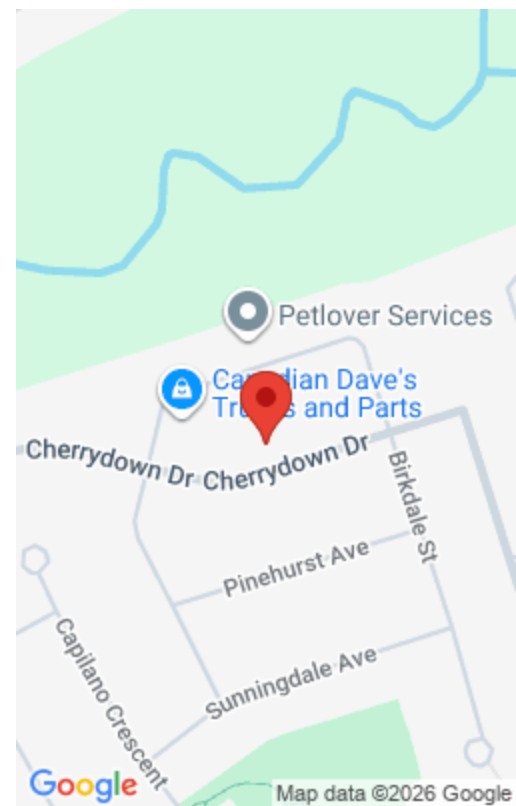 Petlover Services
Canadian Dave's
Trucks and Parts
Cherrydown Dr
Cherrydown Dr
Birkdale St
Pinehurst Ave
Sunningdale Ave
Capilano Crescent
Google
Map data ©2026 Google